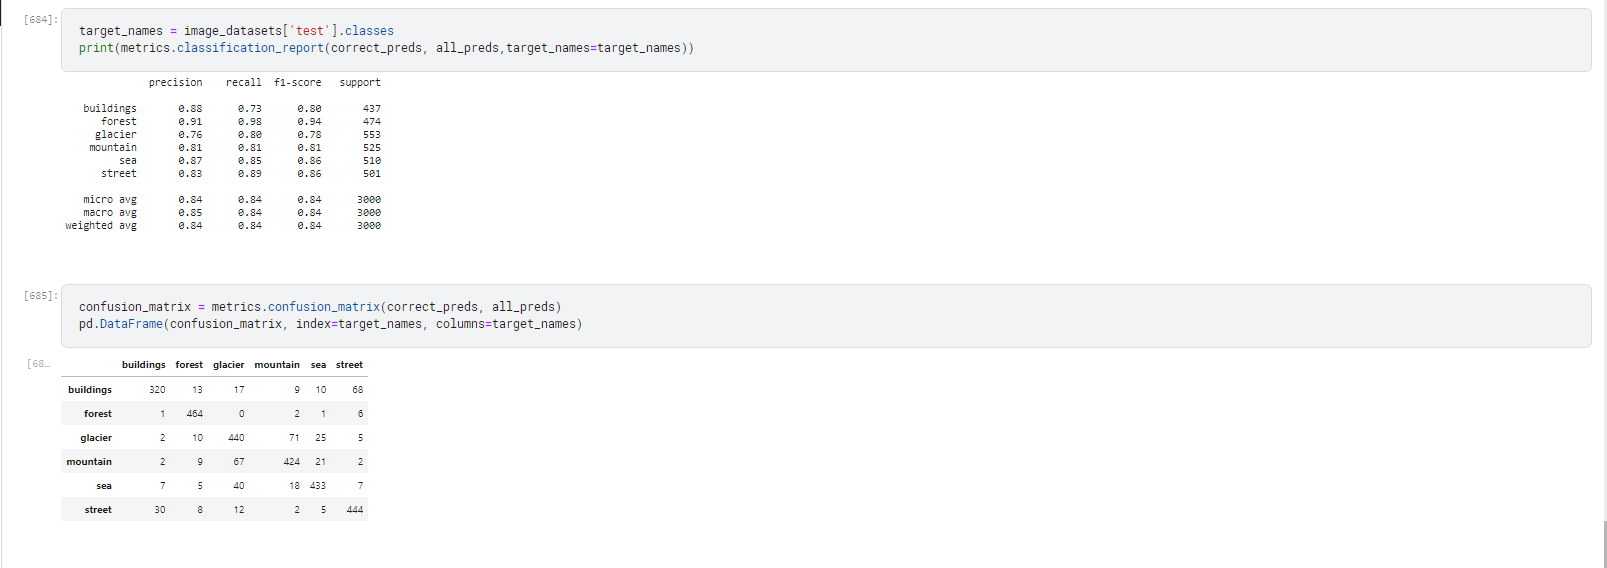 [684]:
target_names = image_datasets['test'].classes
print(metrics.classification_report(correct_preds, all_preds,target_names=target_names))
precision recall f1-score support
buildings 0.88 0.73 0.80 437
forest 0.91 0.98 0.94 474
glacier 0.76 0.80 0.78 553
mountain 0.81 0.81 0.81 525
sea 0.87 0.85 0.86 510
street 0.83 0.89 0.86 501
micro avg 0.84 0.84 0.84 3000
macro avg 0.85 0.84 0.84 3000
weighted avg 0.84 0.84 0.84 3000
[685]:
confusion_matrix = metrics.confusion_matrix(correct_preds, all_preds)
pd.DataFrame(confusion_matrix, index=target_names, columns=target_names)
[68…
buildings forest glacier mountain sea street
buildings 320 13 17 9 10 68
forest 1 464 0 2 1 6
glacier 2 10 440 71 25 5
mountain 2 9 67 424 21 2
sea 7 5 40 18 433 7
street 30 8 12 2 5 444